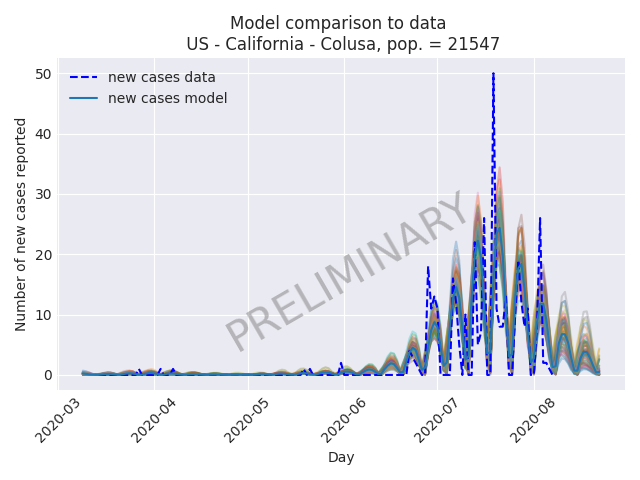 Model comparison to data
US - California - Colusa, pop. = 21547
new cases data
new cases model
PRELIMINARY
Number of new cases reported
50
40
30
20
10
0
2020-03
2020-04
2020-05
2020-06
2020-07
2020-08
Day